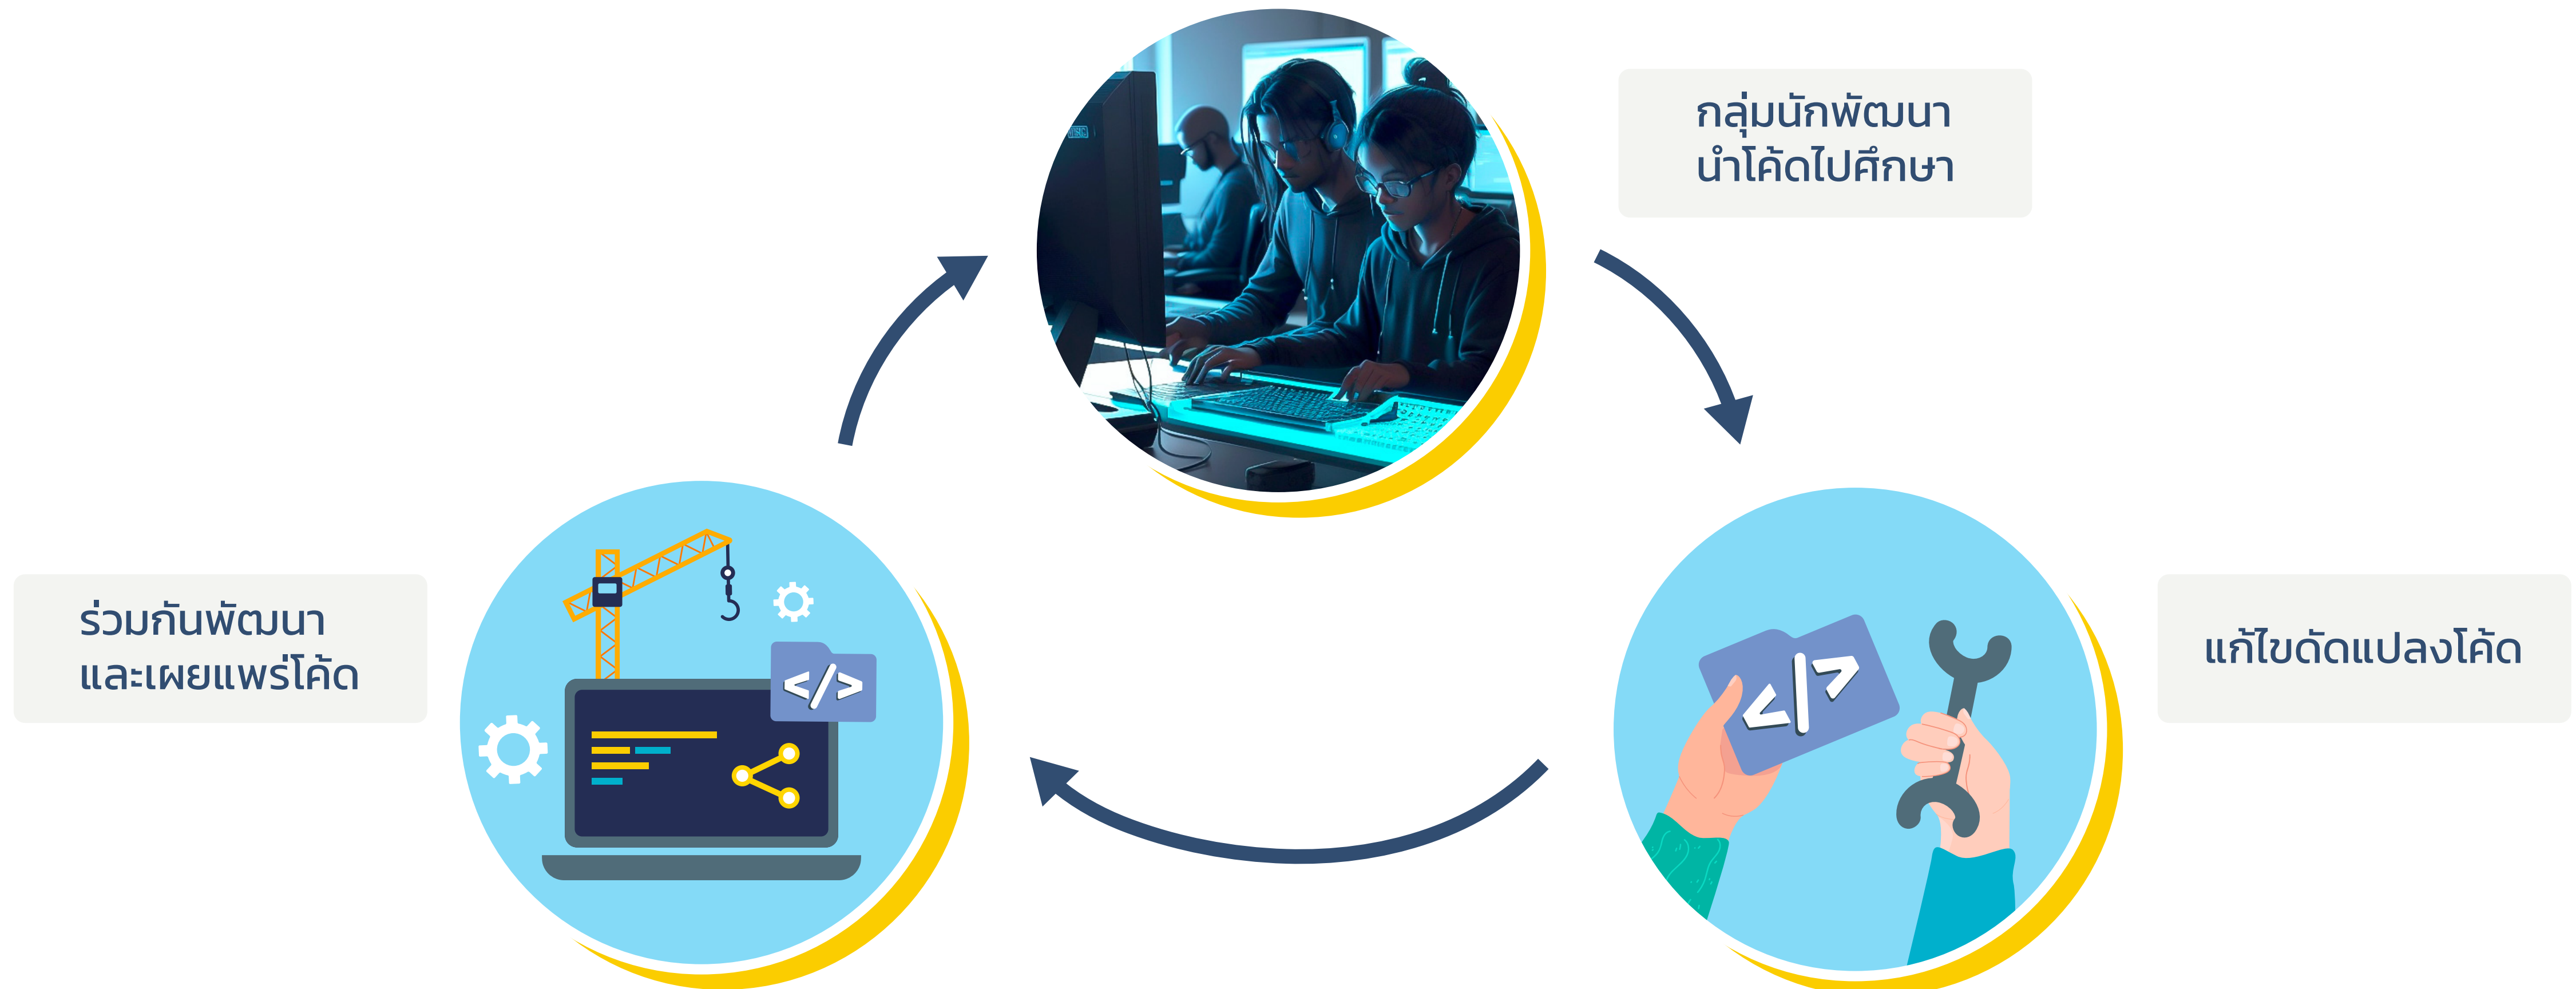 กลุ่มนักพัฒนา
นำโค้ดไปศึกษา
ร่วมกันพัฒนา
และเผยแพร่โค้ด
แก้ไขดัดแปลงโค้ด
</>
</>